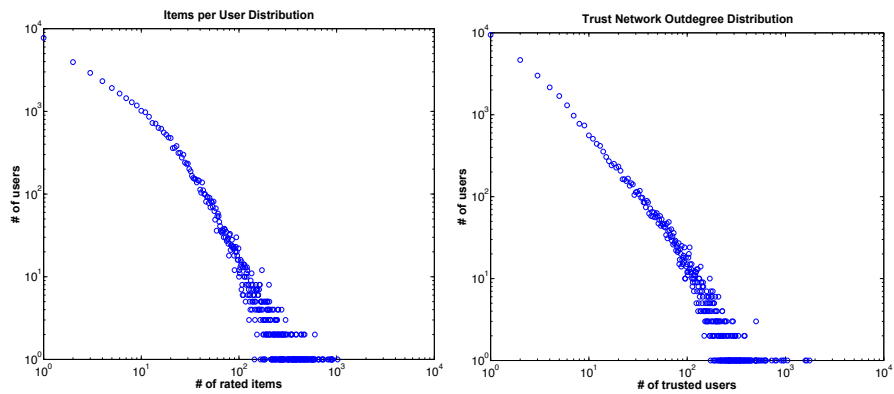 Items per User Distribution
10^4
10^3
10^2
10^1
10^0
# of users
10^0 10^1 10^2 10^3 10^4
# of rated items
Trust Network Outdegree Distribution
10^4
10^3
10^2
10^1
10^0
# of users
10^0 10^1 10^2 10^3 10^4
# of trusted users